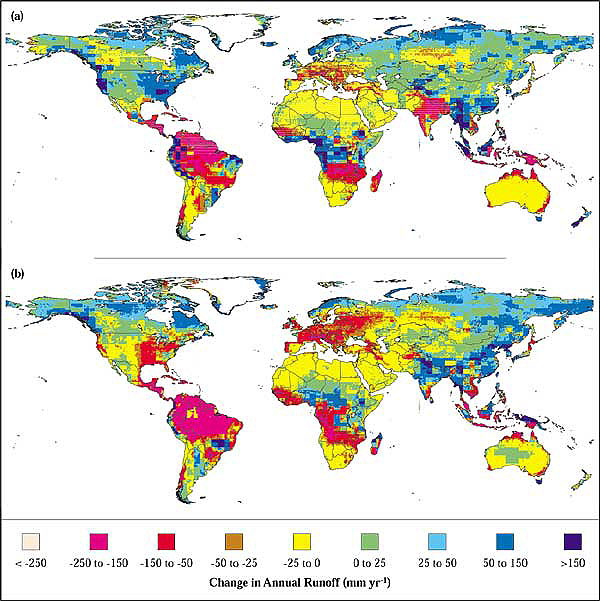 (a)
(b)
< -250 -250 to -150 -150 to -50 -50 to -25 -25 to 0 0 to 25 25 to 50 50 to 150 >150
Change in Annual Runoff (mm yr⁻¹)